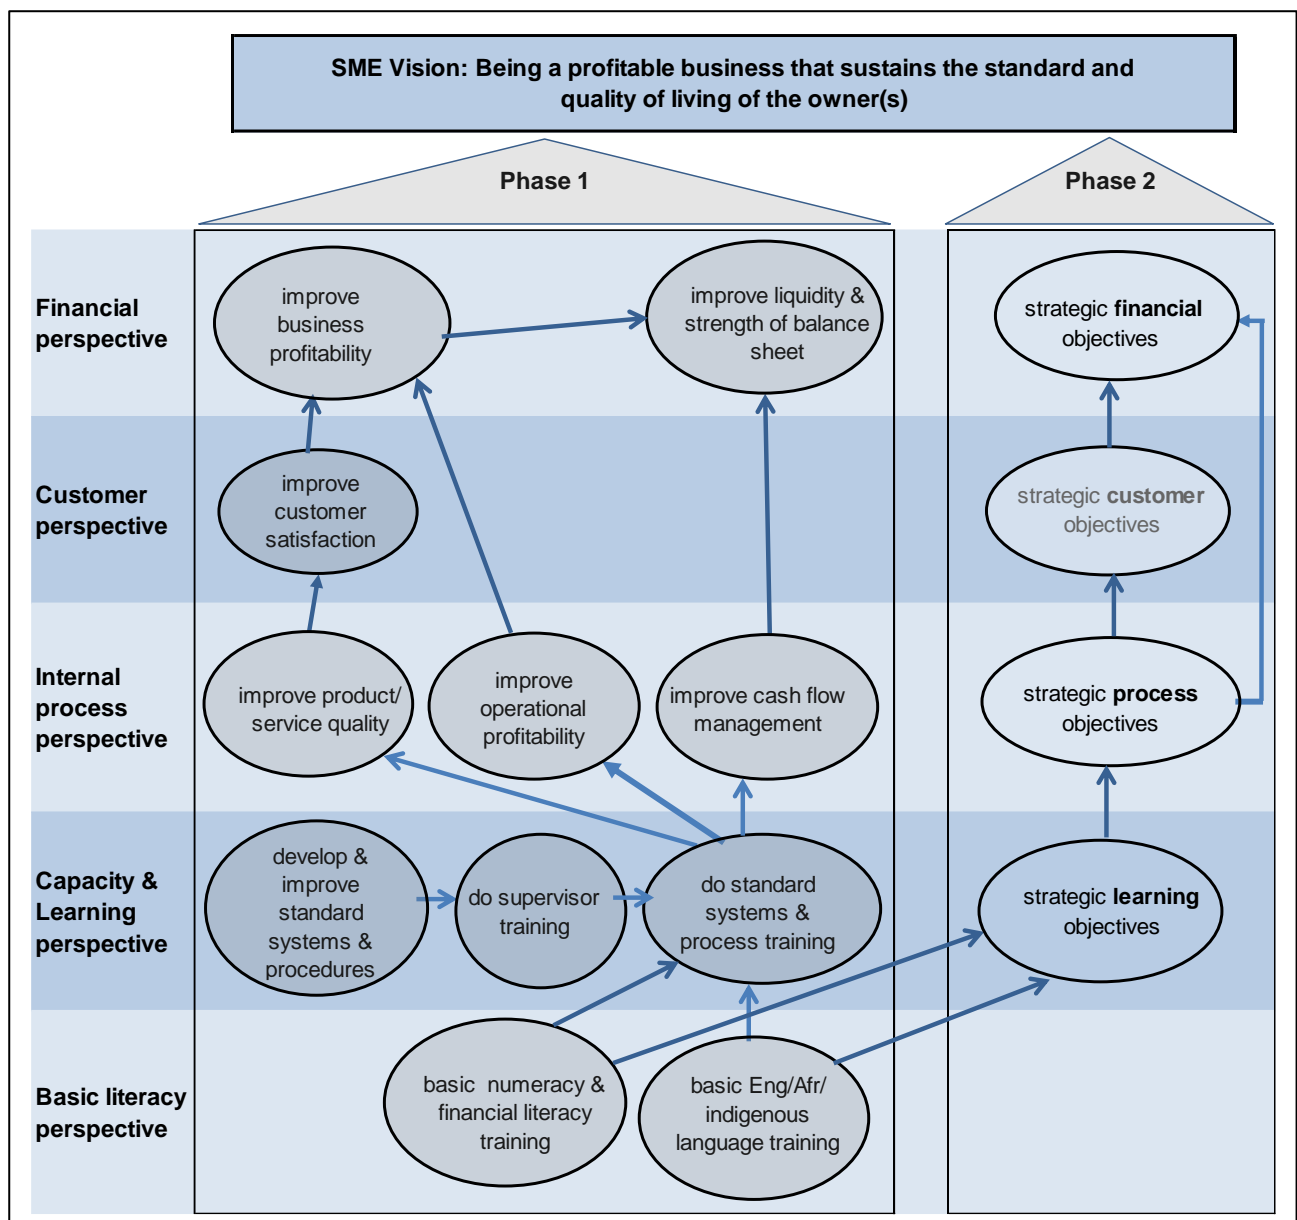 SME Vision: Being a profitable business that sustains the standard and
quality of living of the owner(s)
Phase 1
Phase 2
Financial
perspective
improve
business
profitability
improve liquidity &
strength of balance
sheet
strategic financial
objectives
Customer
perspective
improve
customer
satisfaction
strategic customer
objectives
Internal
process
perspective
improve product/
service quality
improve
operational
profitability
improve cash flow
management
strategic process
objectives
Capacity &
Learning
perspective
develop &
improve
standard
systems &
procedures
do supervisor
training
do standard
systems &
process training
strategic learning
objectives
Basic literacy
perspective
basic numeracy &
financial literacy
training
basic Eng/Afr/
indigenous
language training